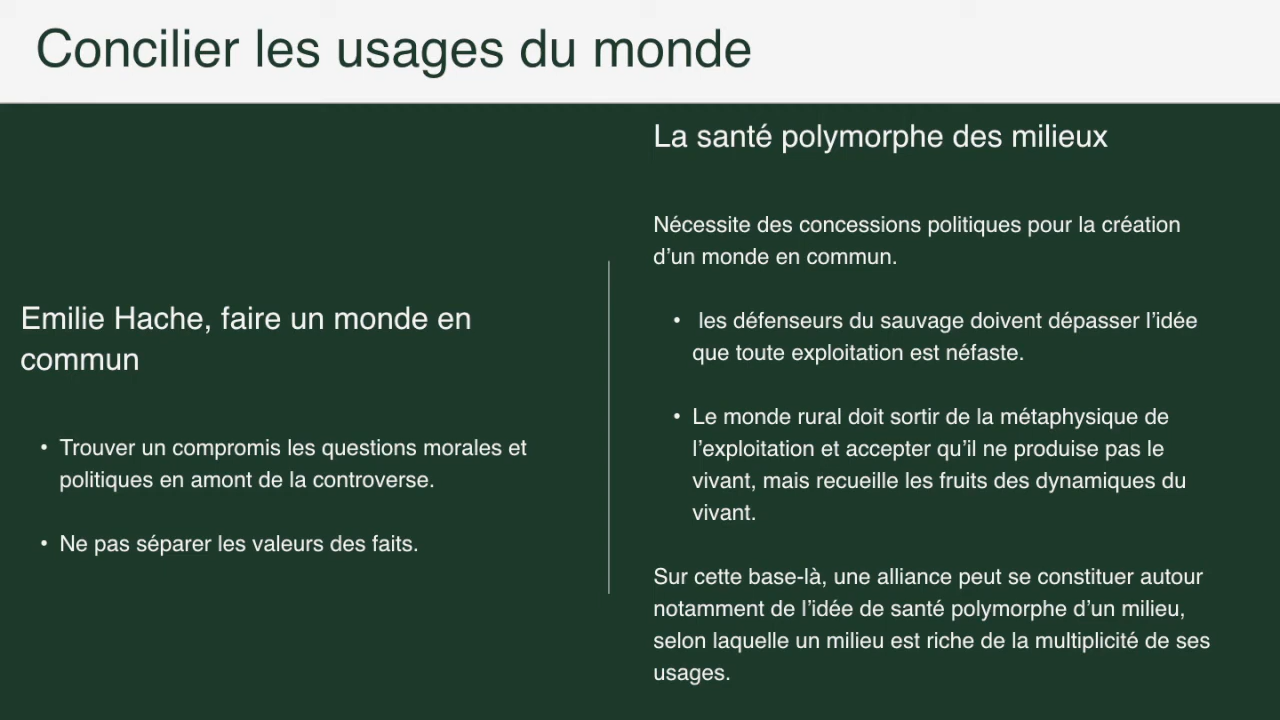 Concilier les usages du monde
Emilie Hache, faire un monde en
commun
• Trouver un compromis les questions morales et
politiques en amont de la controverse.
• Ne pas séparer les valeurs des faits.
La santé polymorphe des milieux
Nécessite des concessions politiques pour la création
d’un monde en commun.
• les défenseurs du sauvage doivent dépasser l’idée
que toute exploitation est néfaste.
• Le monde rural doit sortir de la métaphysique de
l’exploitation et accepter qu’il ne produise pas le
vivant, mais recueille les fruits des dynamiques du
vivant.
Sur cette base-là, une alliance peut se constituer autour
notamment de l’idée de santé polymorphe d’un milieu,
selon laquelle un milieu est riche de la multiplicité de ses
usages.